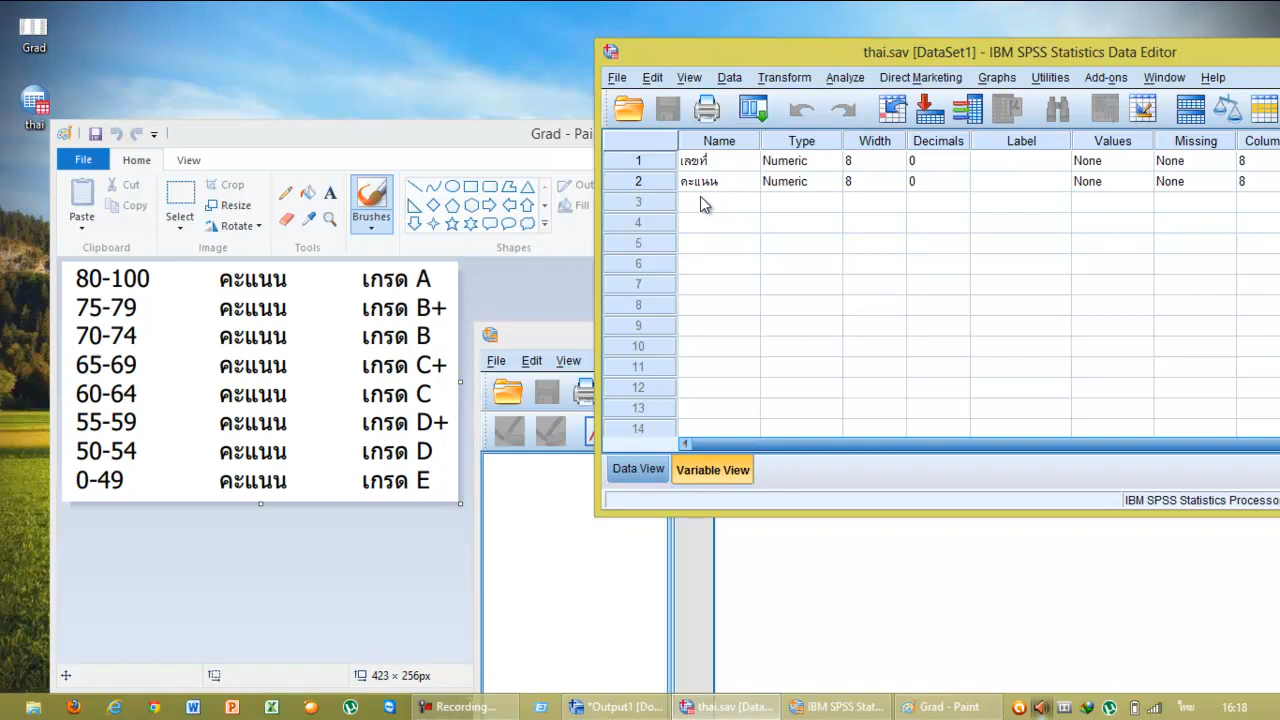 Grad
thai
Grad - Pain
File
Home
View
Paste
Cut
Copy
Clipboard
Select
Crop
Resize
Rotate
Image
Tools
Brushes
Shapes
Out
Fill
80-100 คะแนน เกรด A
75-79 คะแนน เกรด B+
70-74 คะแนน เกรด B
65-69 คะแนน เกรด C+
60-64 คะแนน เกรด C
55-59 คะแนน เกรด D+
50-54 คะแนน เกรด D
0-49 คะแนน เกรด E
423 × 256px
File Edit View
thai.sav [DataSet1] - IBM SPSS Statistics Data Editor
File Edit View Data Transform Analyze Direct Marketing Graphs Utilities Add-ons Window Help
Name Type Width Decimals Label Values Missing Colum
1 เลขที่ Numeric 8 0 None None 8
2 คะแนน Numeric 8 0 None None 8
3
4
5
6
7
8
9
10
11
12
13
14
Data View Variable View
IBM SPSS Statistics Processo
Recording... *Output1 [Do... thai.sav [Data... IBM SPSS Stat... Grad - Paint ไทย 16:18